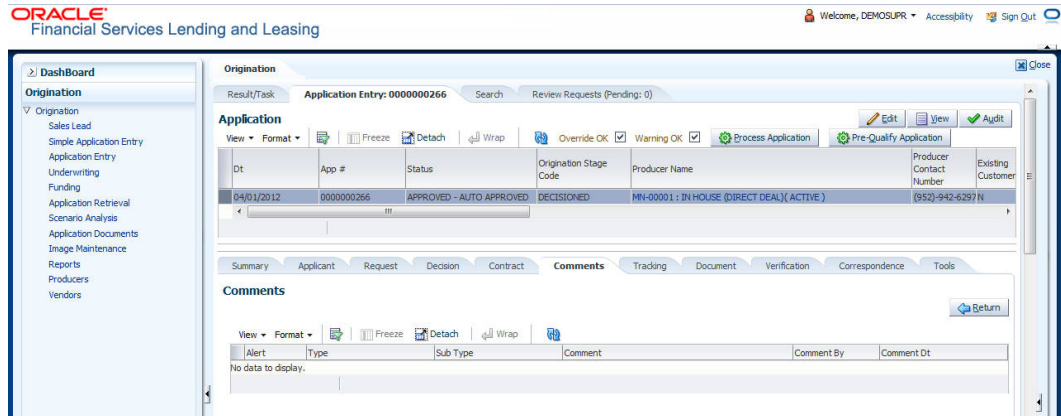 ORACLE
Financial Services Lending and Leasing
Welcome, DEMOSUPR Accessibility Sign Out
Close
DashBoard
Origination
Origination
Sales Lead
Simple Application Entry
Application Entry
Underwriting
Funding
Application Retrieval
Scenario Analysis
Application Documents
Image Maintenance
Reports
Producers
Vendors
Origination
Result/Task Application Entry: 0000000266 Search Review Requests (Pending: 0)
Application
Edit View Audit
View Format Freeze Detach Wrap Override OK Warning OK Process Application Pre-Qualify Application
Dt App # Status Origination Stage Code Producer Name Producer Contact Number Existing Customer
04/01/2012 0000000266 APPROVED - AUTO APPROVED DECISIONED MN-00001 : IN HOUSE (DIRECT DEAL)( ACTIVE ) (952)-942-6297 N
Summary Applicant Request Decision Contract Comments Tracking Document Verification Correspondence Tools
Comments
Return
View Format Freeze Detach Wrap
Alert Type Sub Type Comment Comment By Comment Dt
No data to display.